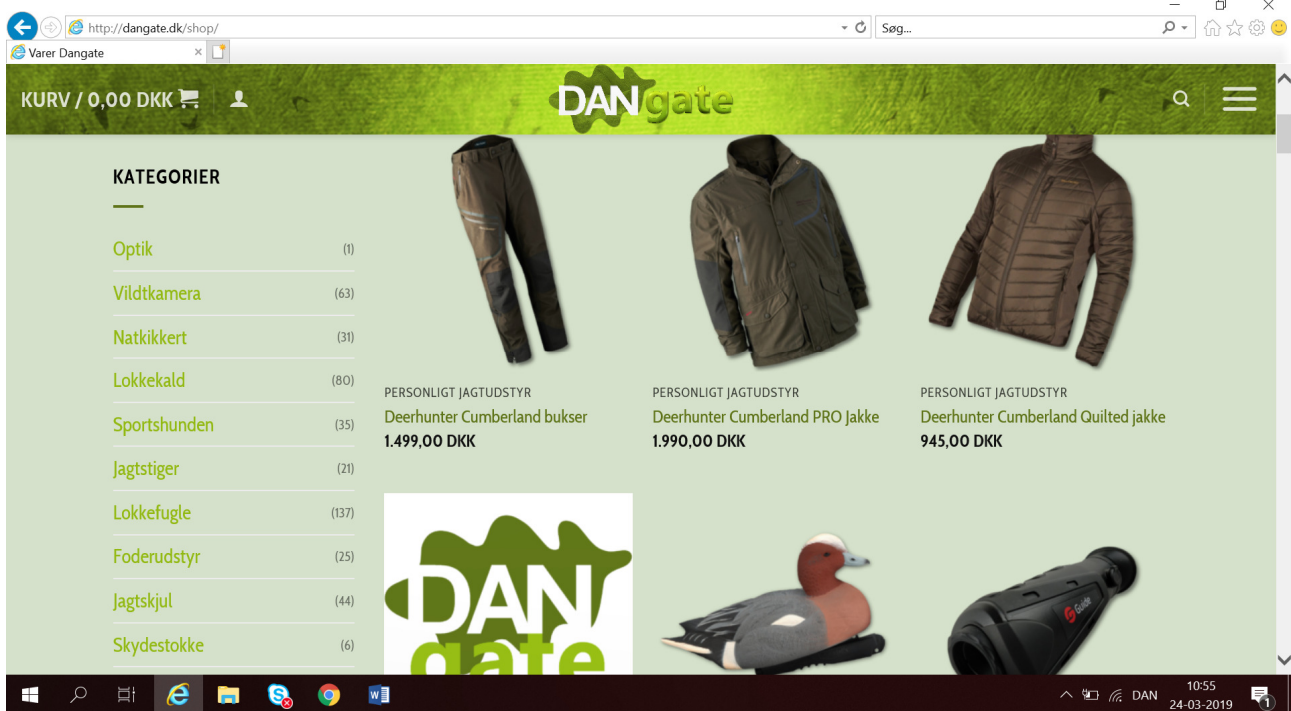 http://dangate.dk/shop/
Søg...
Varer Dangate
KURV / 0,00 DKK
DANgate
KATEGORIER
Optik (1)
Vildtkamera (63)
Natkikkert (31)
Lokkekald (80)
Sportshunden (35)
Jagtstiger (21)
Lokkefugle (137)
Foderudstyr (25)
Jagtskjul (44)
Skydestokke (6)
PERSONLIGT JAGTUDSTYR
Deerhunter Cumberland bukser
1.499,00 DKK
PERSONLIGT JAGTUDSTYR
Deerhunter Cumberland PRO Jakke
1.990,00 DKK
PERSONLIGT JAGTUDSTYR
Deerhunter Cumberland Quilted jakke
945,00 DKK
DAN
gate
Guide
DAN
10:55
24-03-2019
1